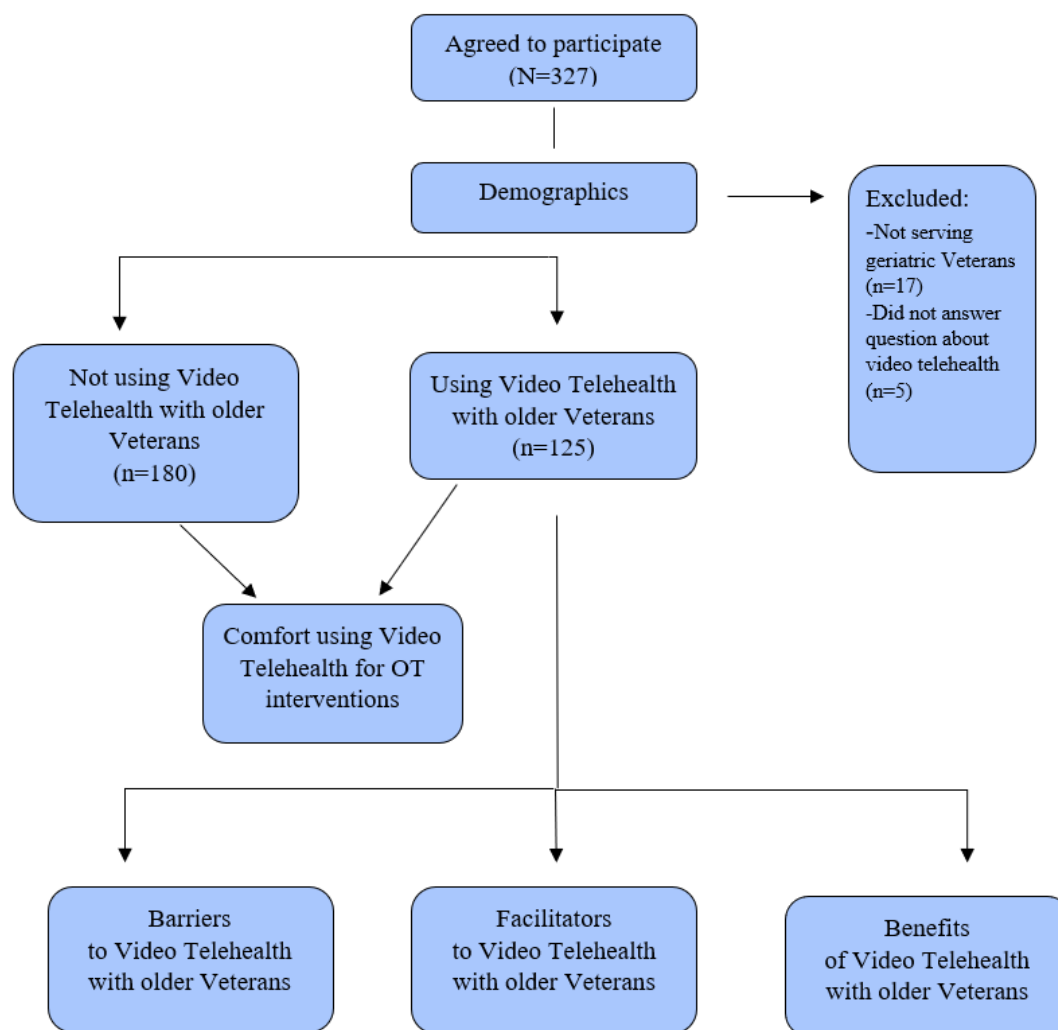 Agreed to participate
(N=327)
Demographics
Excluded:
-Not serving
geriatric Veterans
(n=17)
-Did not answer
question about
video telehealth
(n=5)
Not using Video
Telehealth with older
Veterans
(n=180)
Using Video Telehealth
with older Veterans
(n=125)
Comfort using Video
Telehealth for OT
interventions
Barriers
to Video Telehealth
with older Veterans
Facilitators
to Video Telehealth
with older Veterans
Benefits
of Video Telehealth
with older Veterans